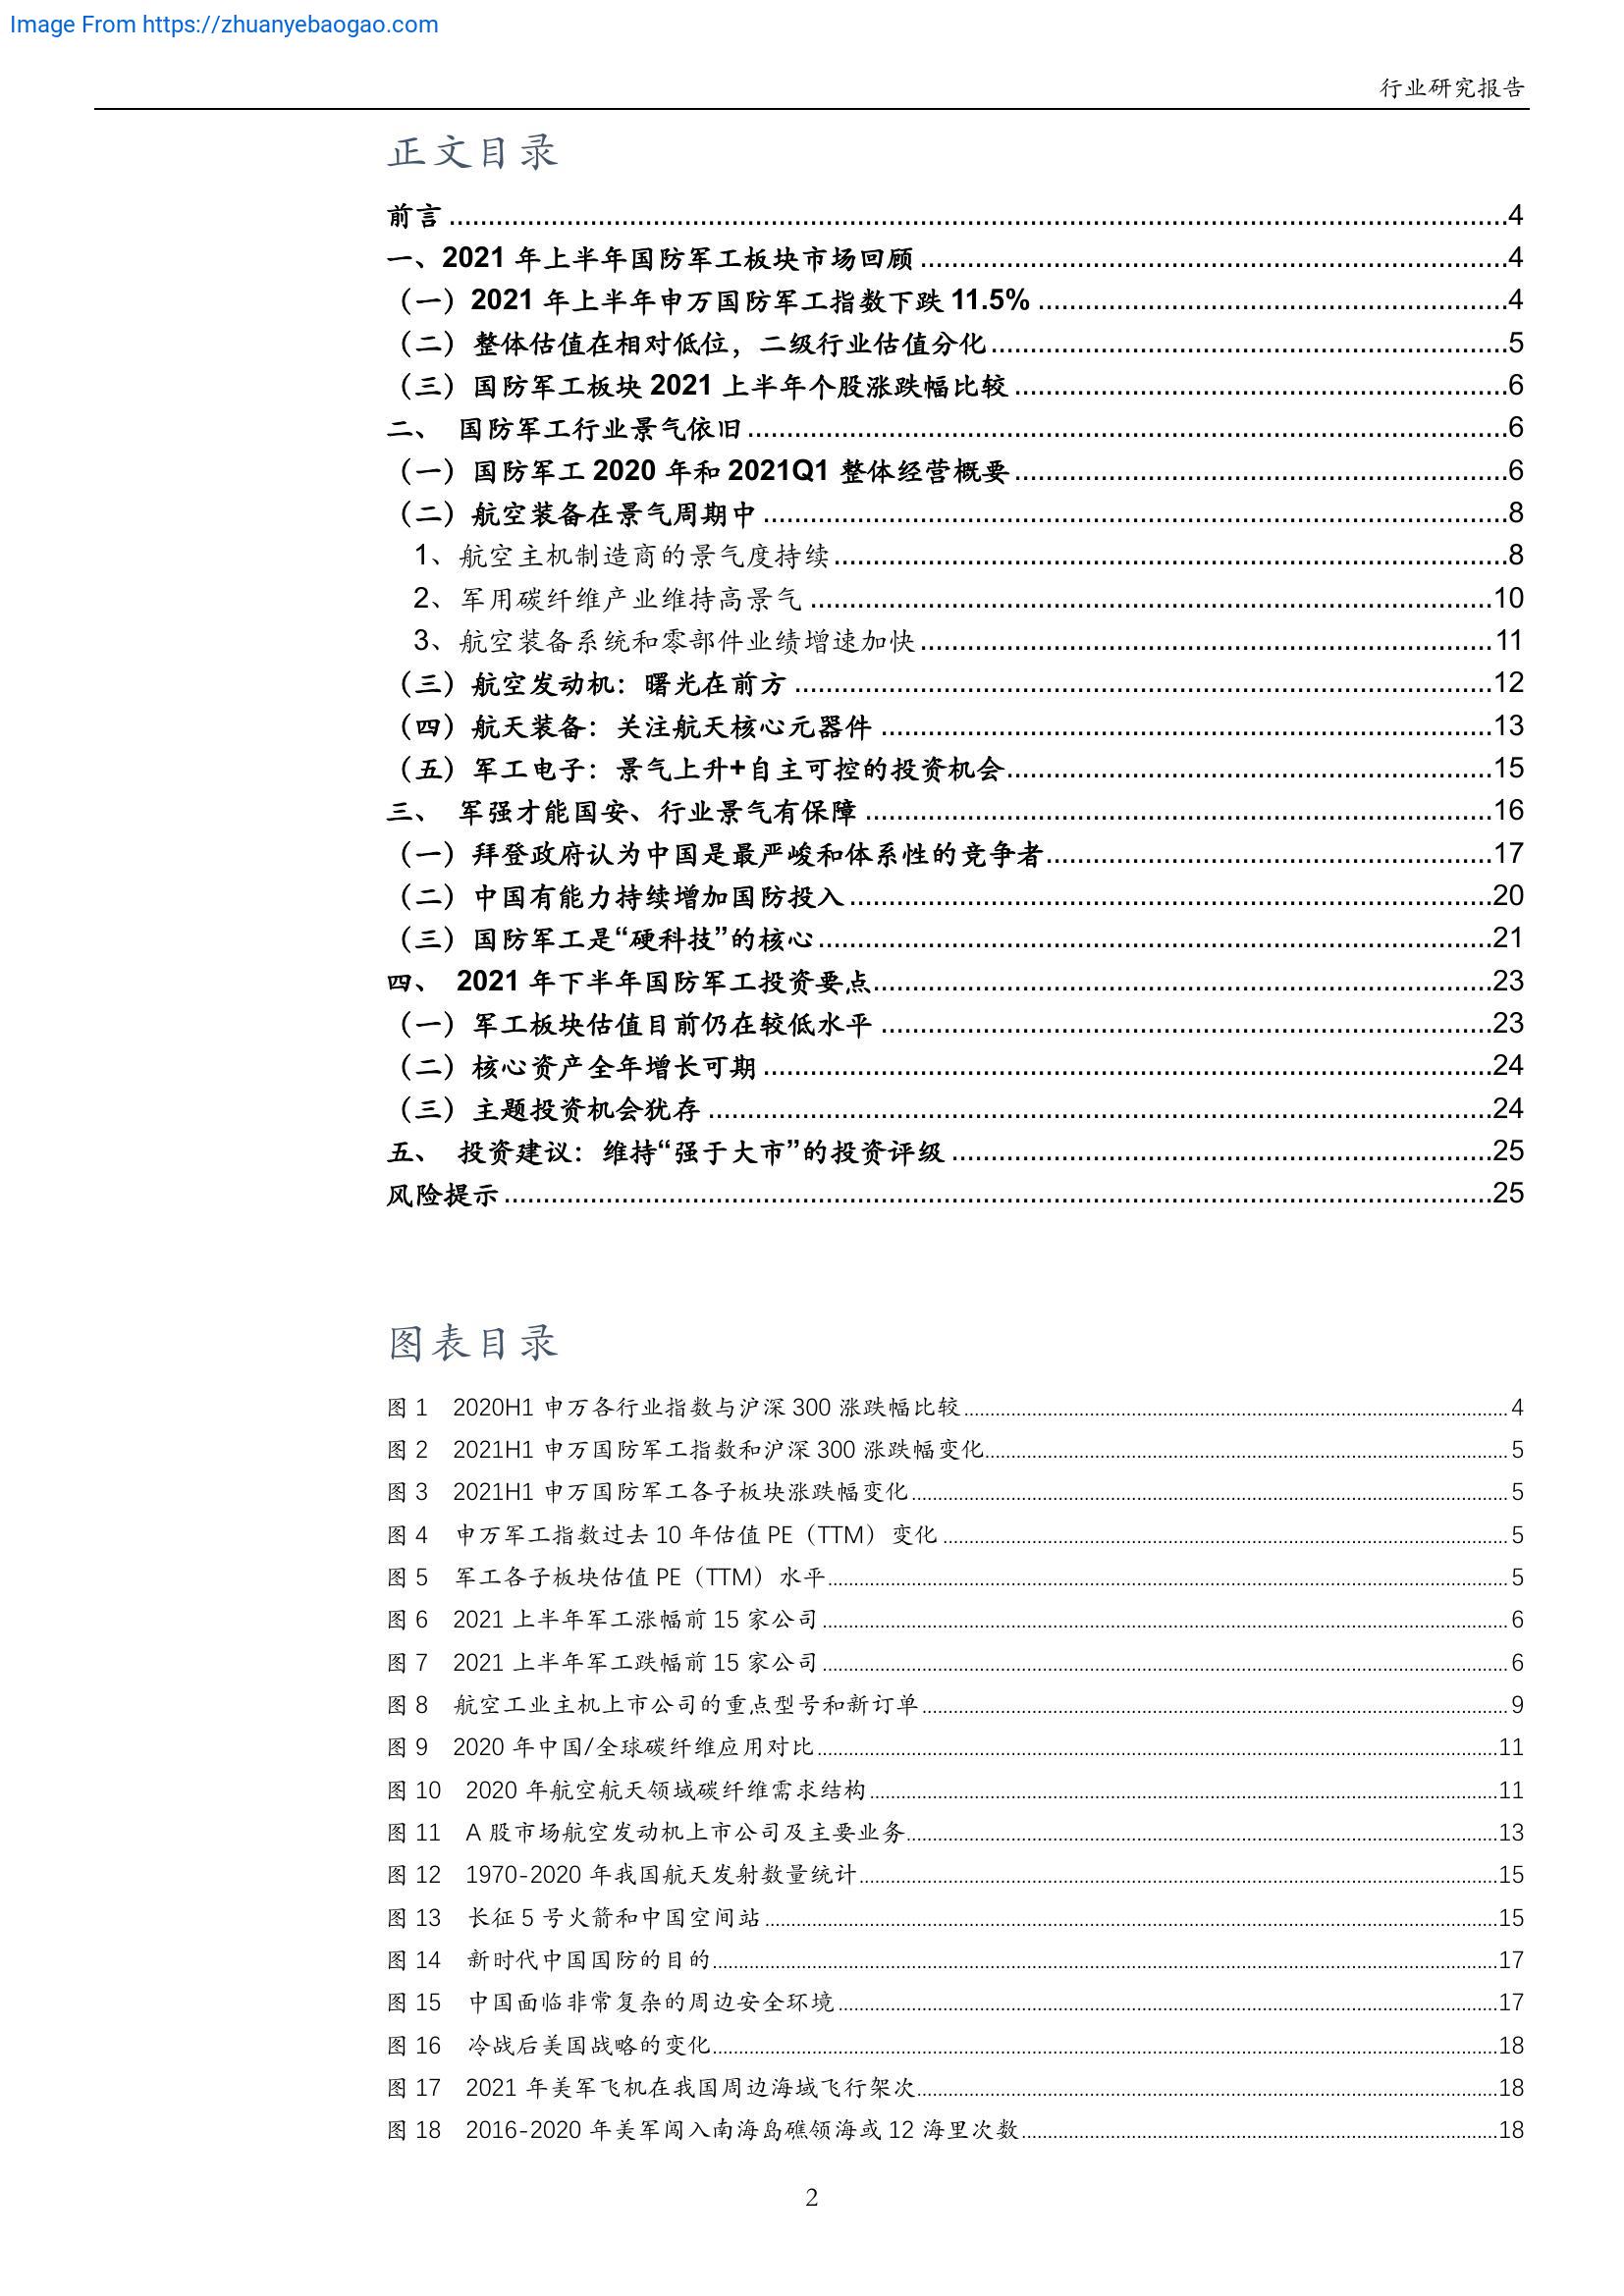 Image From https://zhuanyebaogao.com
行业研究报告
正文目录
前言 ........ 4
一、2021 年上半年国防军工板块市场回顾 ........ 4
（一）2021 年上半年申万国防军工指数下跌 11.5% ........ 4
（二）整体估值在相对低位，二级行业估值分化 ........ 5
（三）国防军工板块 2021 上半年个股涨跌幅比较 ........ 6
二、 国防军工行业景气依旧 ........ 6
（一）国防军工 2020 年和 2021Q1 整体经营概要 ........ 6
（二）航空装备在景气周期中 ........ 8
1、航空主机制造商的景气度持续 ........ 8
2、军用碳纤维产业维持高景气 ........ 10
3、航空装备系统和零部件业绩增速加快 ........ 11
（三）航空发动机：曙光在前方 ........ 12
（四）航天装备：关注航天核心元器件 ........ 13
（五）军工电子：景气上升+自主可控的投资机会 ........ 15
三、 军强才能国安、行业景气有保障 ........ 16
（一）拜登政府认为中国是最严峻和体系性的竞争者 ........ 17
（二）中国有能力持续增加国防投入 ........ 20
（三）国防军工是“硬科技”的核心 ........ 21
四、 2021 年下半年国防军工投资要点 ........ 23
（一）军工板块估值目前仍在较低水平 ........ 23
（二）核心资产全年增长可期 ........ 24
（三）主题投资机会犹存 ........ 24
五、 投资建议：维持“强于大市”的投资评级 ........ 25
风险提示 ........ 25
图表目录
图 1 2020H1 申万各行业指数与沪深 300 涨跌幅比较 ........ 4
图 2 2021H1 申万国防军工指数和沪深 300 涨跌幅变化 ........ 5
图 3 2021H1 申万国防军工各子板块涨跌幅变化 ........ 5
图 4 申万军工指数过去 10 年估值 PE（TTM）变化 ........ 5
图 5 军工各子板块估值 PE（TTM）水平 ........ 5
图 6 2021 上半年军工涨幅前 15 家公司 ........ 6
图 7 2021 上半年军工跌幅前 15 家公司 ........ 6
图 8 航空工业主机上市公司的重点型号和新订单 ........ 9
图 9 2020 年中国/全球碳纤维应用对比 ........ 11
图 10 2020 年航空航天领域碳纤维需求结构 ........ 11
图 11 A 股市场航空发动机上市公司及主要业务 ........ 13
图 12 1970-2020 年我国航天发射数量统计 ........ 15
图 13 长征 5 号火箭和中国空间站 ........ 15
图 14 新时代中国国防的目的 ........ 17
图 15 中国面临非常复杂的周边安全环境 ........ 17
图 16 冷战后美国战略的变化 ........ 18
图 17 2021 年美军飞机在我国周边海域飞行架次 ........ 18
图 18 2016-2020 年美军闯入南海岛礁领海或 12 海里次数 ........ 18
2